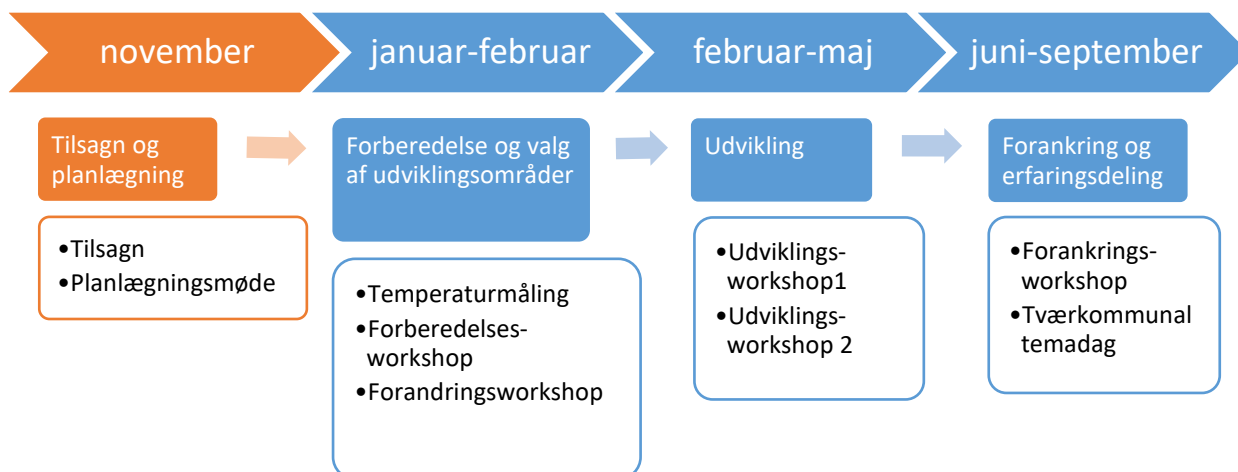 november
januar-februar
februar-maj
juni-september
Tilsagn og
planlægning
•Tilsagn
•Planlægningsmøde
Forberedelse og valg
af udviklingsområder
•Temperaturmåling
•Forberedelses-
workshop
•Forandringsworkshop
Udvikling
•Udviklings-
workshop1
•Udviklings-
workshop 2
Forankring og
erfaringsdeling
•Forankrings-
workshop
•Tværkommunal
temadag